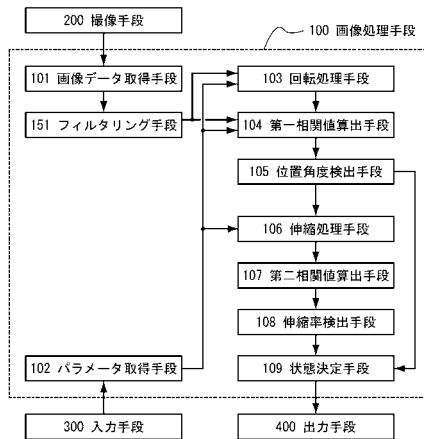 200 撮像手段
100 画像処理手段
101 画像データ取得手段
103 回転処理手段
151 フィルタリング手段
104 第一相関値算出手段
105 位置角度検出手段
106 伸縮処理手段
107 第二相関値算出手段
108 伸縮率検出手段
102 パラメータ取得手段
109 状態決定手段
300 入力手段
400 出力手段